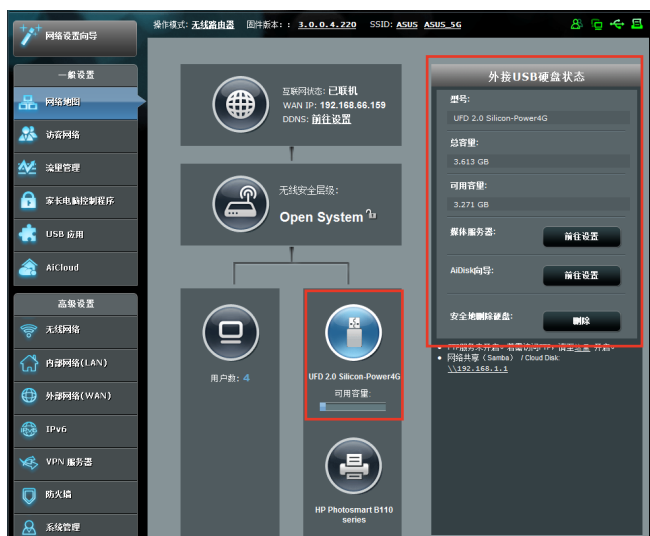 操作模式: 无线路由器 固件版本: : 3.0.0.4.220 SSID: ASUS ASUS_5G
网络设置向导
一般设置
网络地图
访客网络
流量管理
家长电脑控制程序
USB 应用
AiCloud
高级设置
无线网络
内部网络(LAN)
外部网络(WAN)
IPv6
VPN 服务器
防火墙
系统管理
互联网状态: 已联机
WAN IP: 192.168.66.159
DDNS: 前往设置
无线安全层级:
Open System
用户数: 4
UFD 2.0 Silicon-Power4G
可用容量:
HP Photosmart B110
series
外接USB硬盘状态
型号:
UFD 2.0 Silicon-Power4G
总容量:
3.613 GB
可用容量:
3.271 GB
媒体服务器: 前往设置
AiDisk向导: 前往设置
安全地删除硬盘: 删除
网络共享 (Samba) / Cloud Disk:
\\192.168.1.1